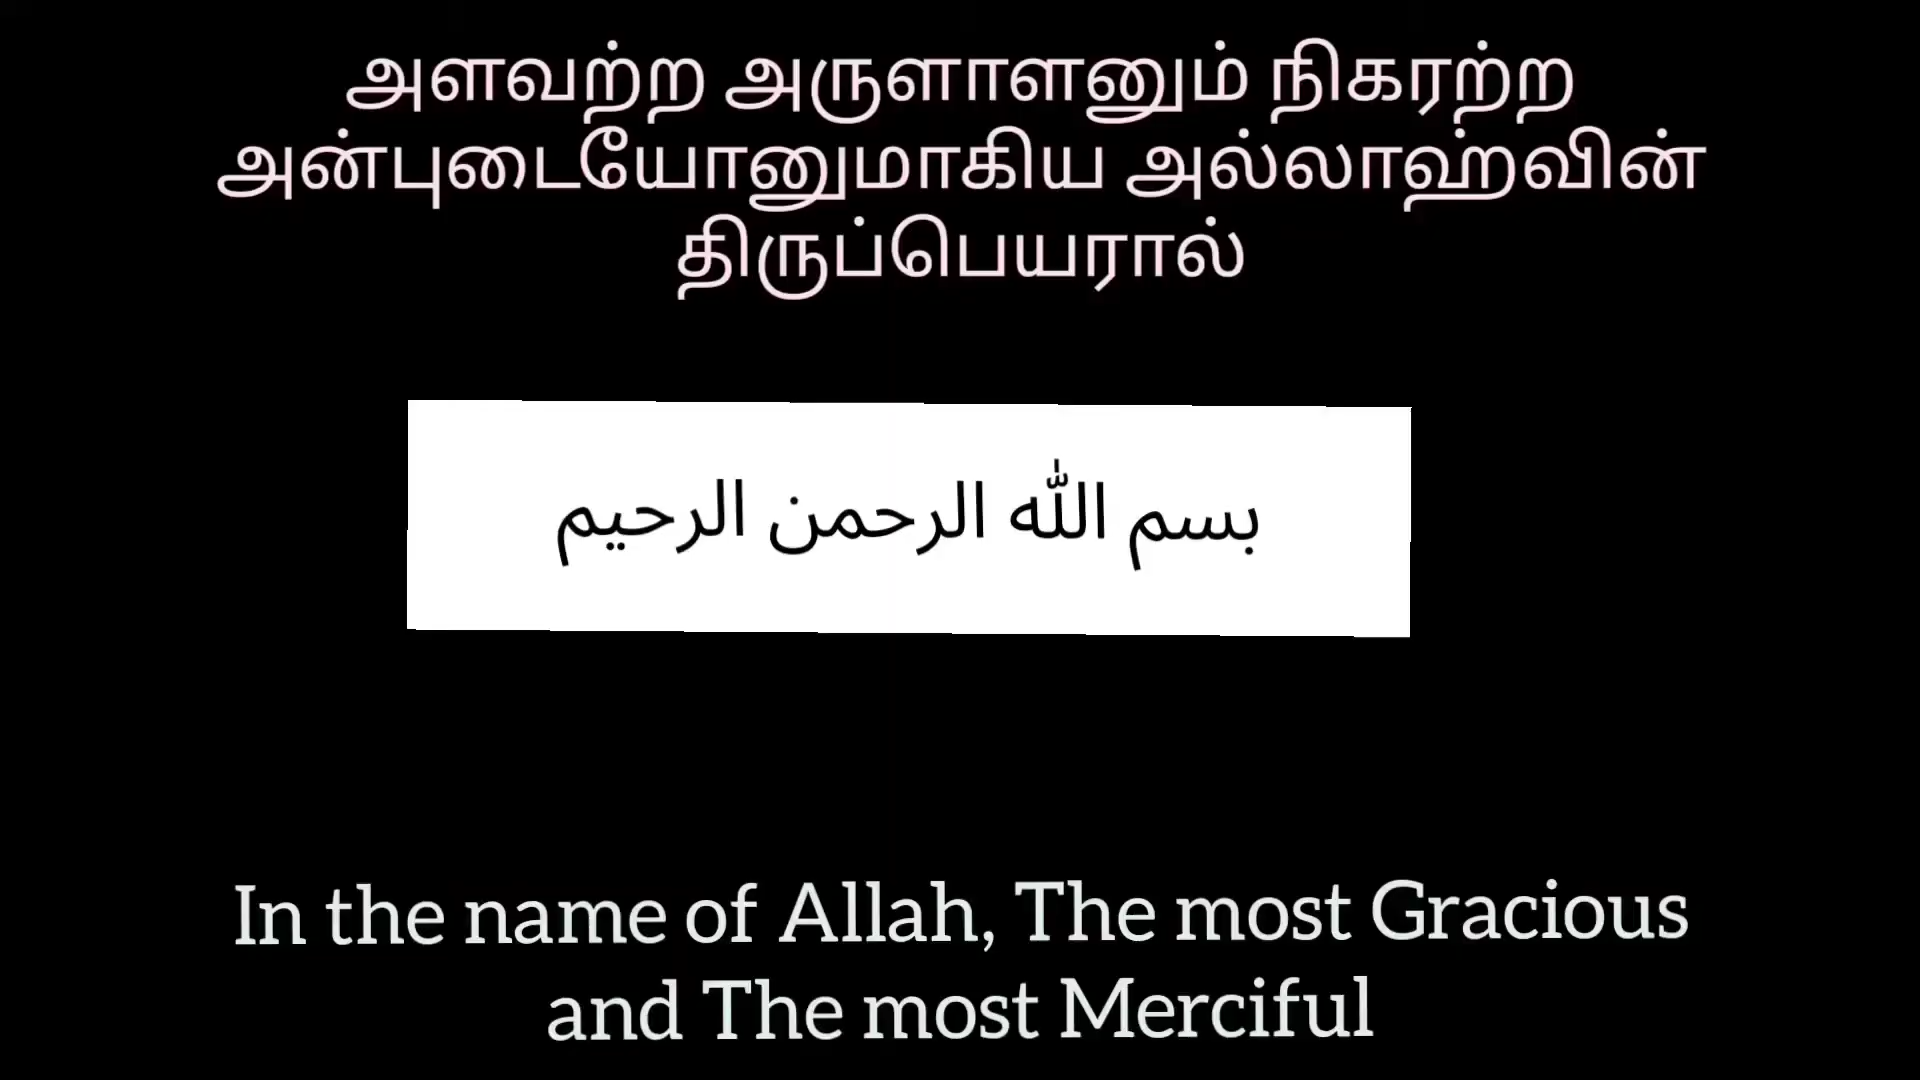 அளவற்ற அருளாளனும் நிகரற்ற
அன்புடையோனுமாகிய அல்லாஹ்வின்
திருப்பெயரால்
بسم الله الرحمن الرحيم
In the name of Allah, The most Gracious
and The most Merciful